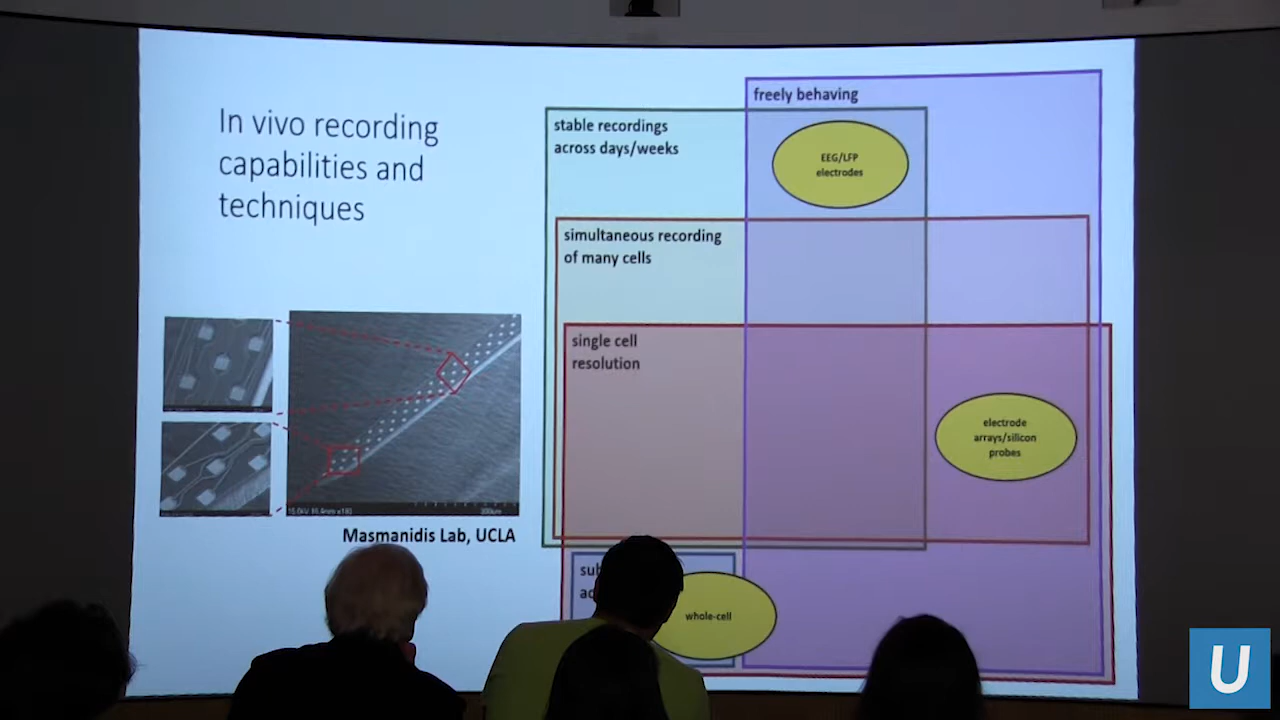 In vivo recording
capabilities and
techniques
freely behaving
stable recordings
across days/weeks
EEG/LFP
electrodes
simultaneous recording
of many cells
single cell
resolution
electrode
arrays/silicon
probes
Masmanidis Lab, UCLA
whole-cell
U